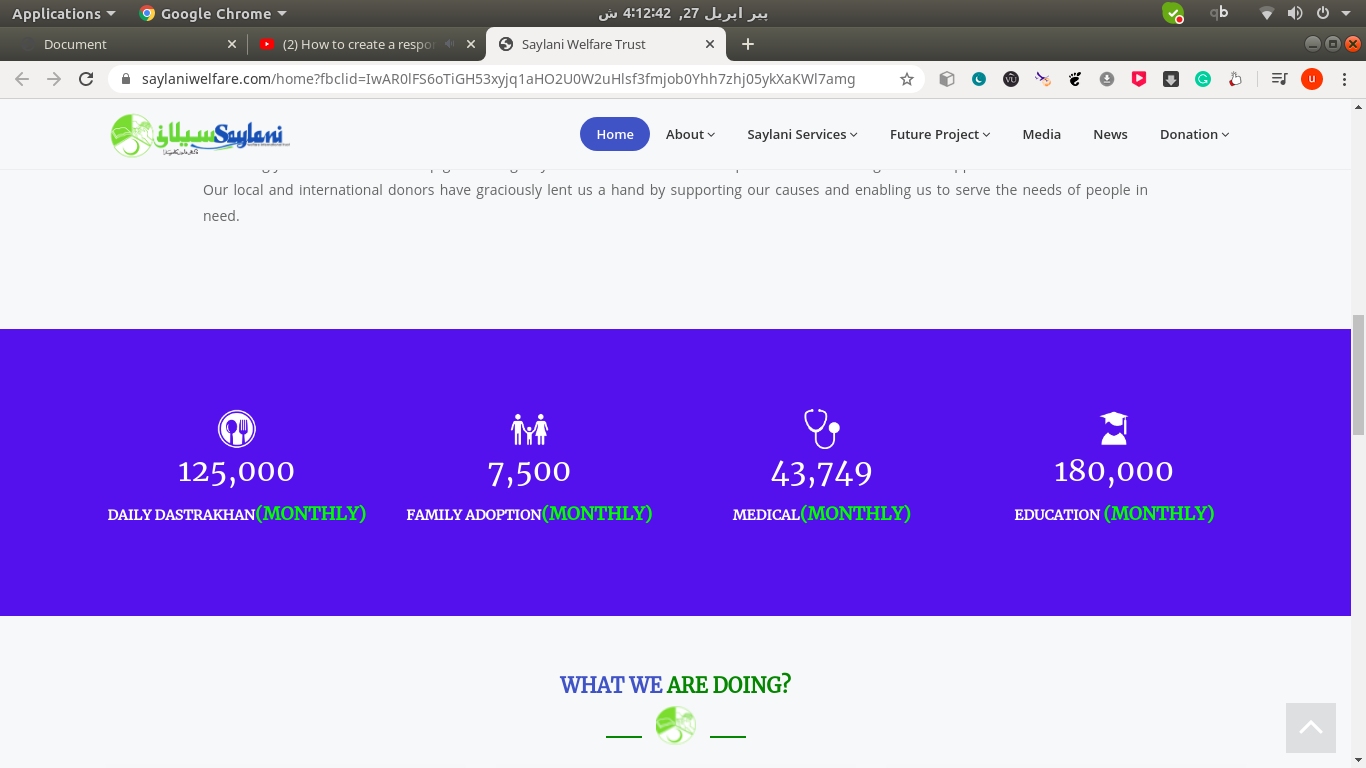 Applications Google Chrome پیر اپریل 27, 4:12:42 ش qb
Document (2) How to create a respo Saylani Welfare Trust
saylaniwelfare.com/home?fbclid=IwAR0lFS6oTiGH53xyjq1aHO2U0W2uHlsf3fmjob0Yhh7zhj05ykXaKWl7amg VU G u
سیلانی Saylani Home About Saylani Services Future Project Media News Donation
Our local and international donors have graciously lent us a hand by supporting our causes and enabling us to serve the needs of people in
need.
125,000 7,500 43,749 180,000
DAILY DASTRAKHAN(MONTHLY) FAMILY ADOPTION(MONTHLY) MEDICAL(MONTHLY) EDUCATION (MONTHLY)
WHAT WE ARE DOING?